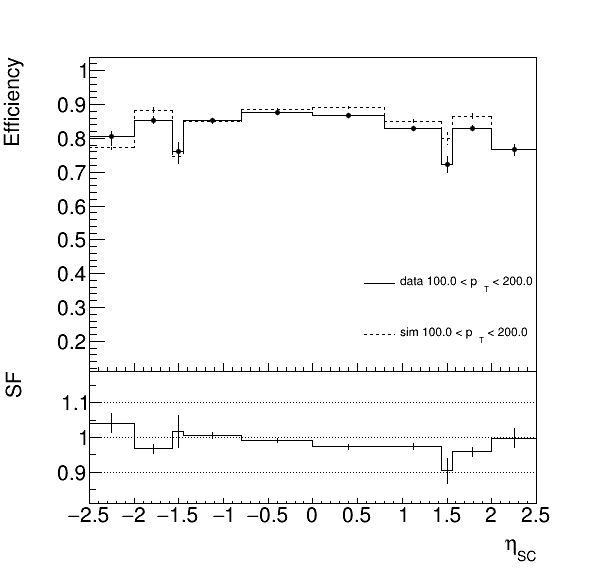 Efficiency
1
0.9
0.8
0.7
0.6
0.5
0.4
0.3
0.2
data 100.0 < p_T < 200.0
sim 100.0 < p_T < 200.0
SF
1.1
1
0.9
−2.5 −2 −1.5 −1 −0.5 0 0.5 1 1.5 2 2.5
η_SC